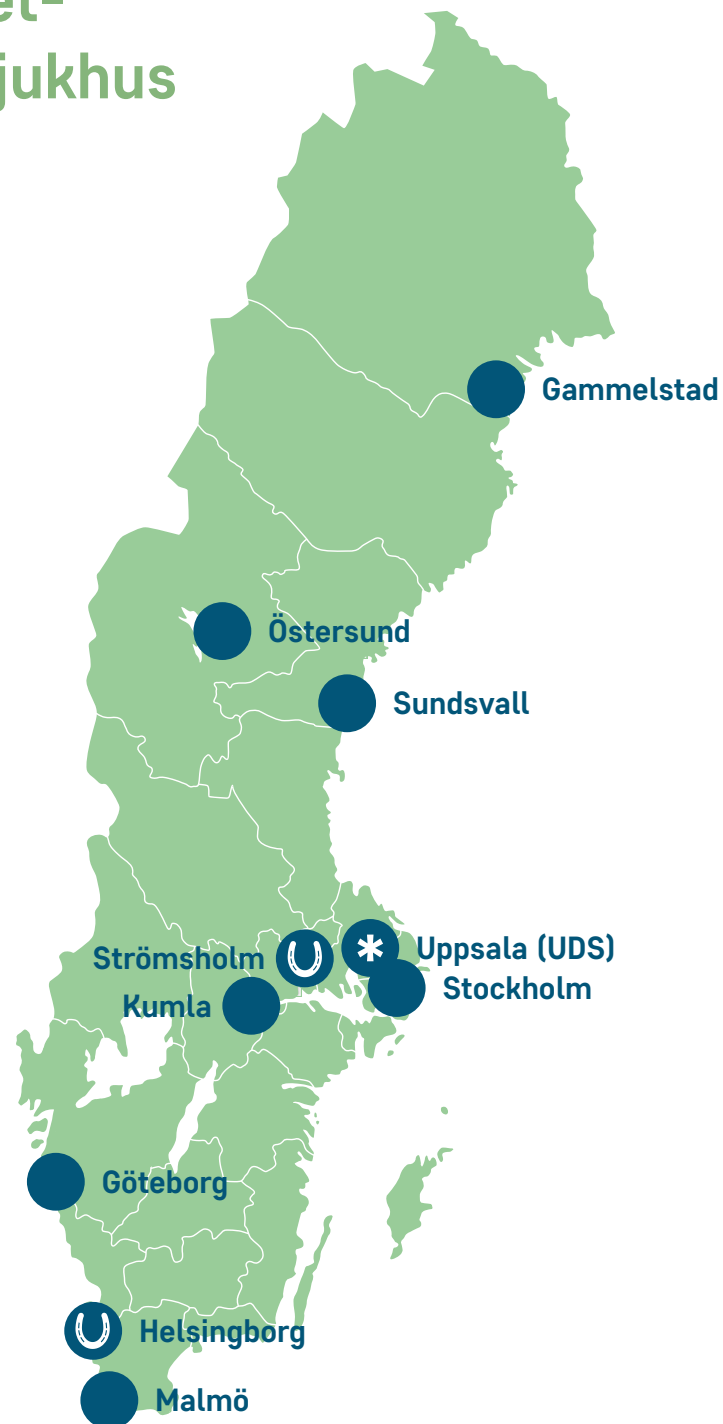 jukhus
Gammelstad
Östersund
Sundsvall
Uppsala (UDS)
Strömsholm
Stockholm
Kumla
Göteborg
Helsingborg
Malmö